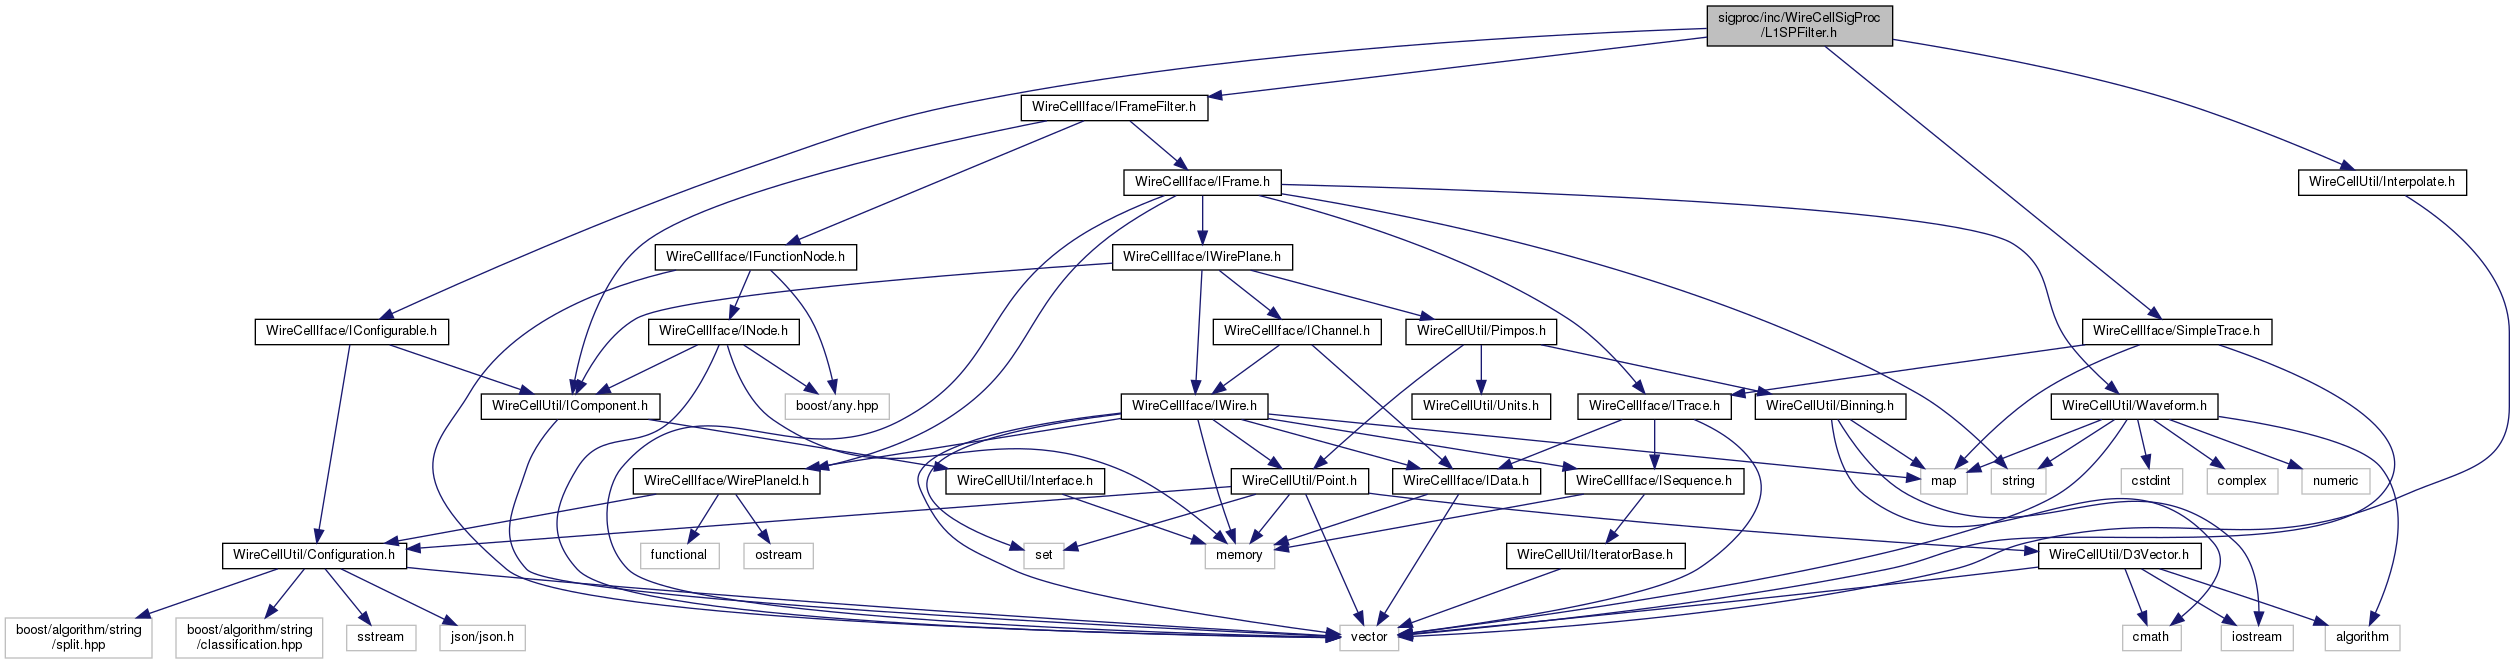 sigproc/inc/WireCellSigProc
/L1SPFilter.h
WireCellIface/IFrameFilter.h
WireCellIface/IFrame.h
WireCellUtil/Interpolate.h
WireCellIface/IFunctionNode.h
WireCellIface/IWirePlane.h
WireCellIface/IConfigurable.h
WireCellIface/INode.h
WireCellIface/IChannel.h
WireCellUtil/Pimpos.h
WireCellIface/SimpleTrace.h
WireCellUtil/IComponent.h
boost/any.hpp
WireCellIface/IWire.h
WireCellUtil/Units.h
WireCellIface/ITrace.h
WireCellUtil/Binning.h
WireCellUtil/Waveform.h
WireCellIface/WirePlaneId.h
WireCellUtil/Interface.h
WireCellUtil/Point.h
WireCellIface/IData.h
WireCellIface/ISequence.h
map
string
cstdint
complex
numeric
WireCellUtil/Configuration.h
functional
ostream
set
memory
WireCellUtil/IteratorBase.h
WireCellUtil/D3Vector.h
boost/algorithm/string
/split.hpp
boost/algorithm/string
/classification.hpp
sstream
json/json.h
vector
cmath
iostream
algorithm